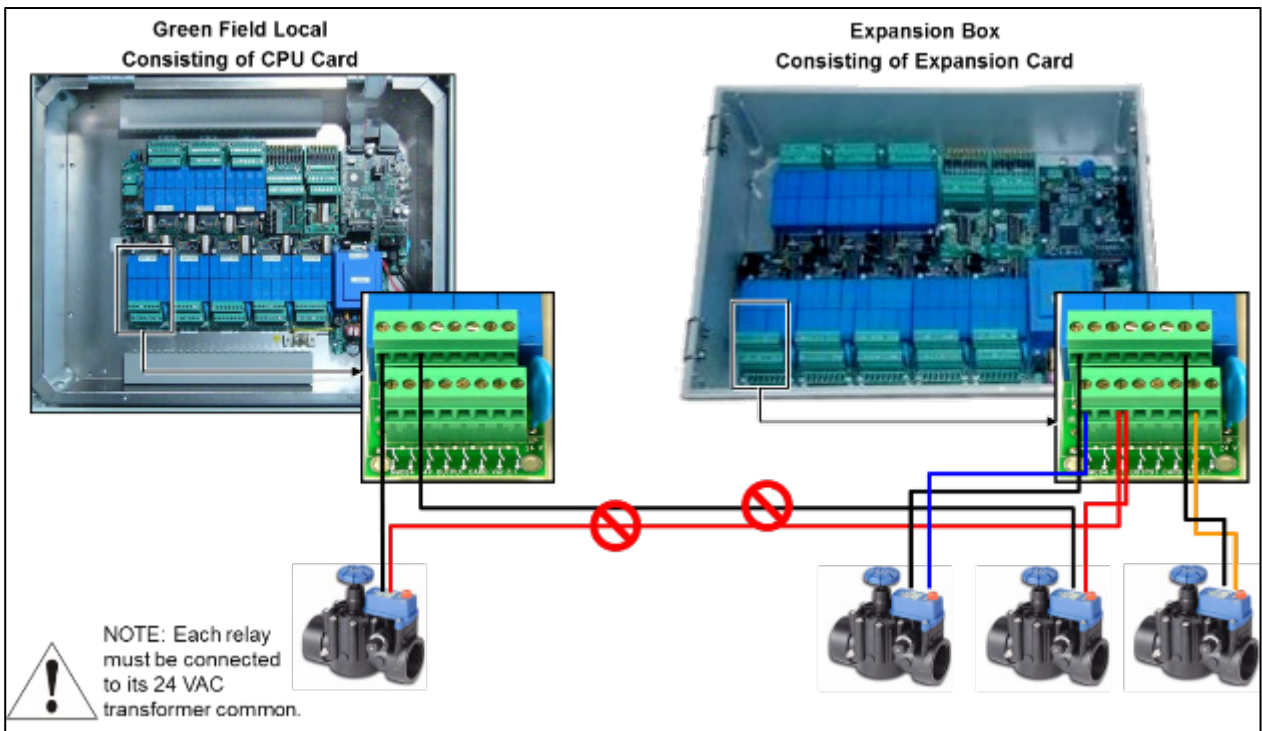 Green Field Local
Consisting of CPU Card
Expansion Box
Consisting of Expansion Card
NOTE: Each relay
must be connected
to its 24 VAC
transformer common.